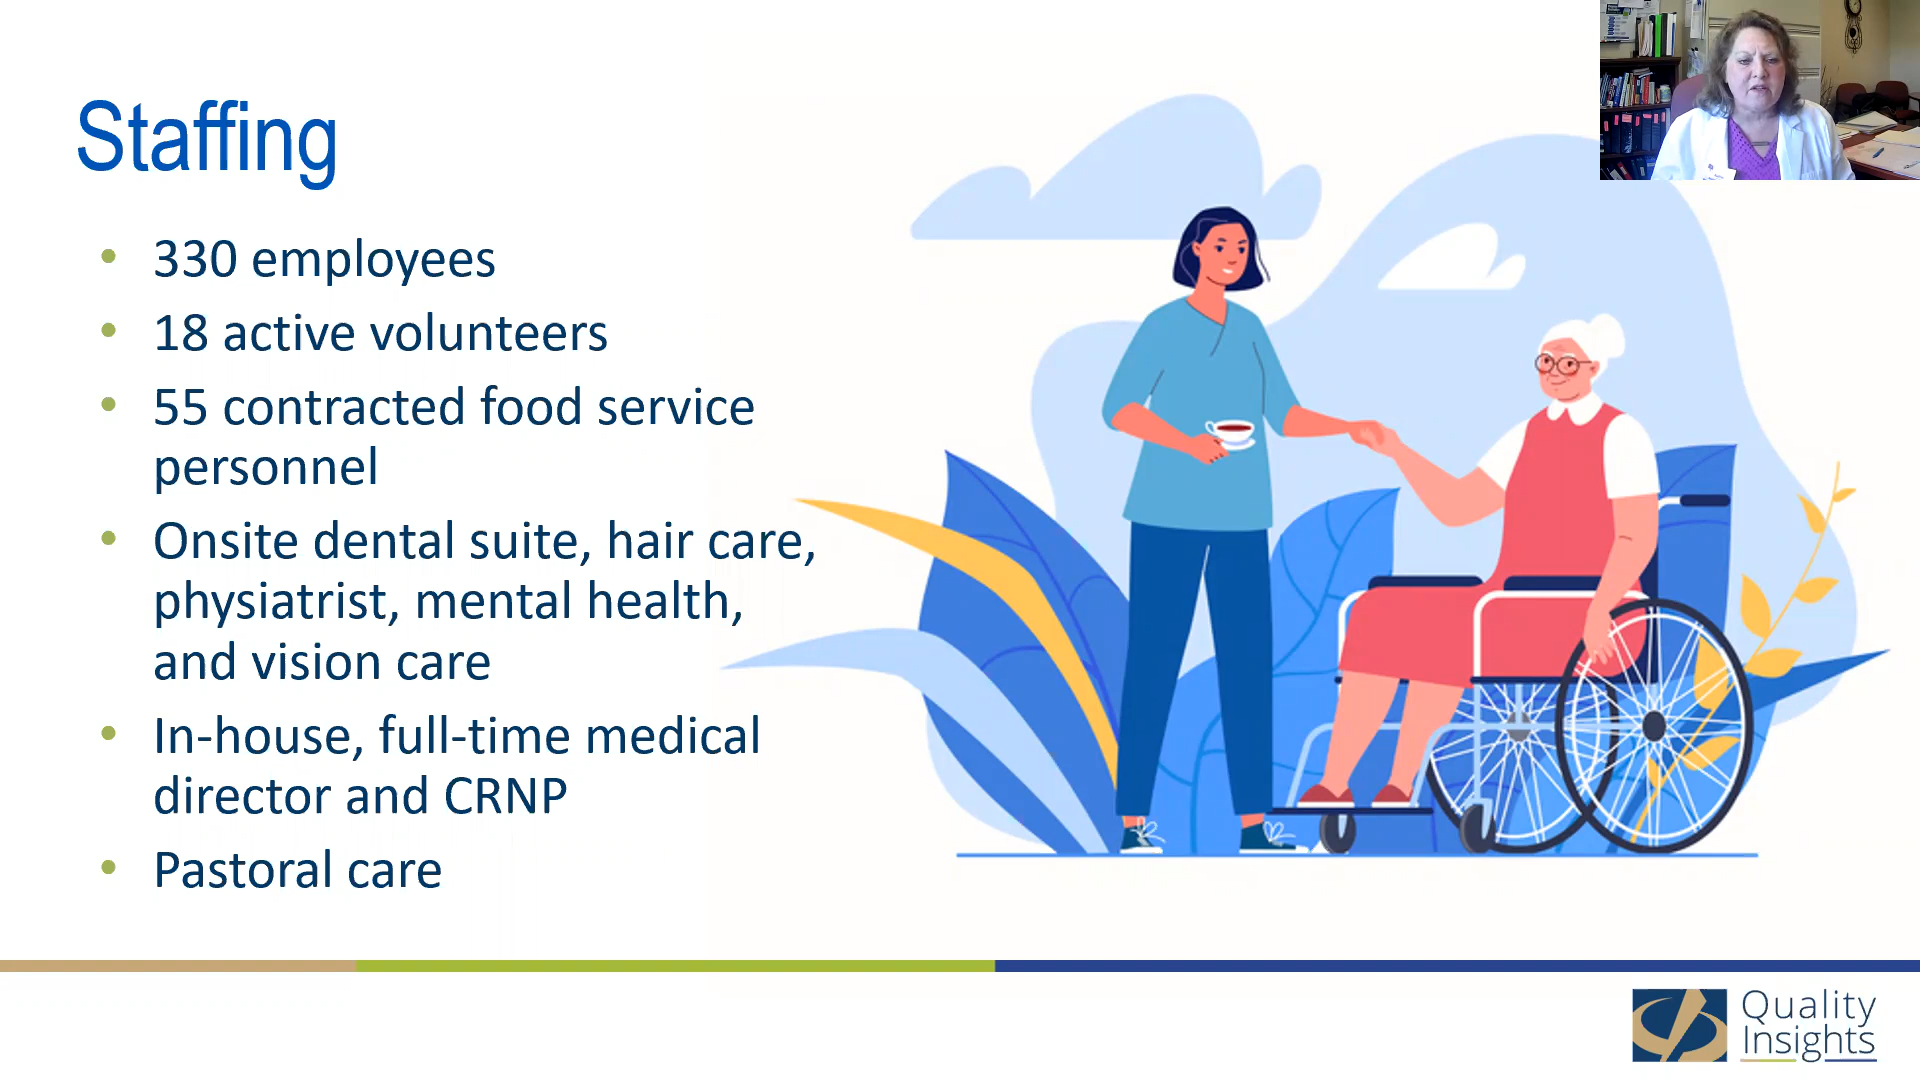 Staffing
• 330 employees
• 18 active volunteers
• 55 contracted food service
personnel
• Onsite dental suite, hair care,
physiatrist, mental health,
and vision care
• In-house, full-time medical
director and CRNP
• Pastoral care
Quality
Insights